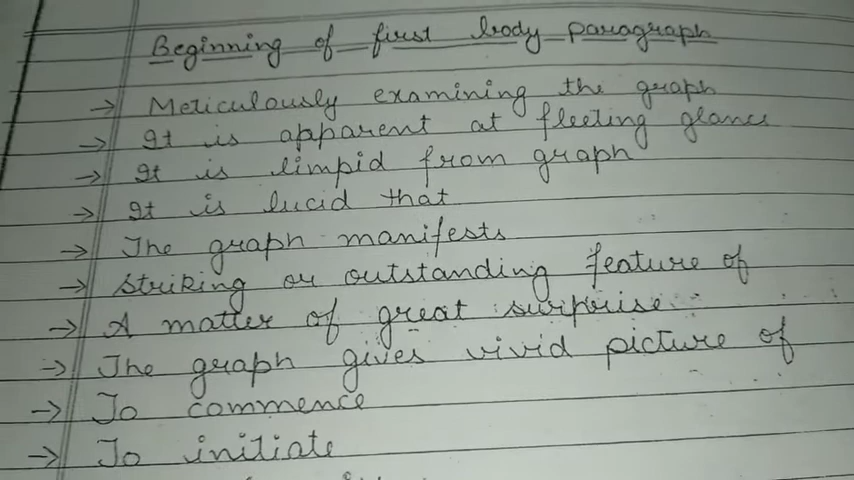 Beginning of first body paragraph
→ Meticulously examining the graph
→ It is apparent at fleeting glance
→ It is limpid from graph
→ It is lucid that
→ The graph manifests
→ Striking or outstanding feature of
→ A matter of great surprise
→ The graph gives vivid picture of
→ To commence
→ To initiate